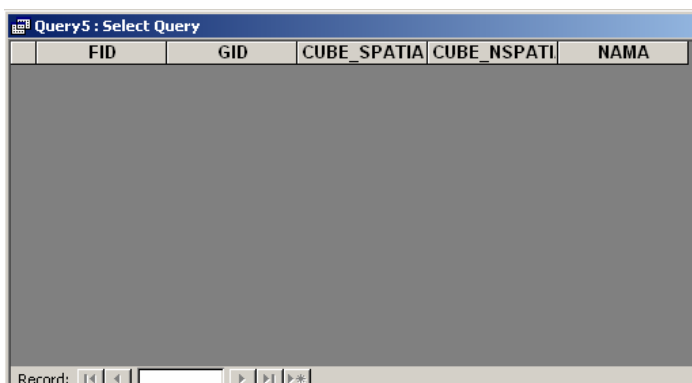 Query5 : Select Query
FID GID CUBE_SPATIA CUBE_NSPATI. NAMA
Record: